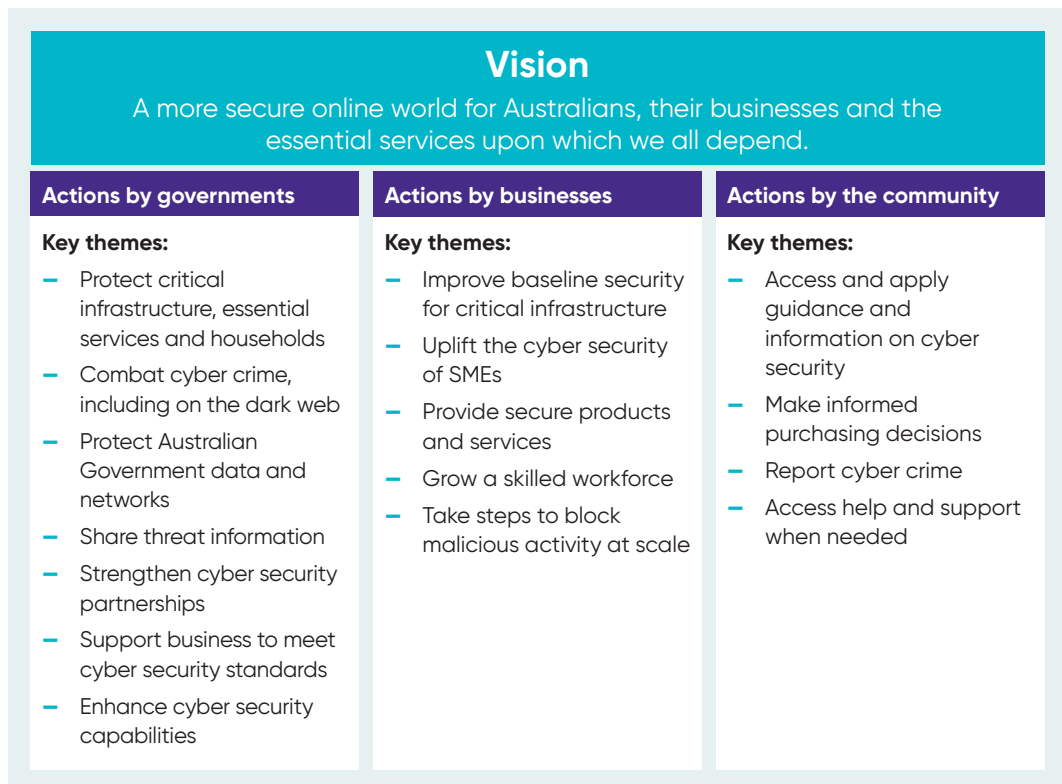 Vision
A more secure online world for Australians, their businesses and the
essential services upon which we all depend.
Actions by governments
Key themes:
– Protect critical
infrastructure, essential
services and households
– Combat cyber crime,
including on the dark web
– Protect Australian
Government data and
networks
– Share threat information
– Strengthen cyber security
partnerships
– Support business to meet
cyber security standards
– Enhance cyber security
capabilities
Actions by businesses
Key themes:
– Improve baseline security
for critical infrastructure
– Uplift the cyber security
of SMEs
– Provide secure products
and services
– Grow a skilled workforce
– Take steps to block
malicious activity at scale
Actions by the community
Key themes:
– Access and apply
guidance and
information on cyber
security
– Make informed
purchasing decisions
– Report cyber crime
– Access help and support
when needed